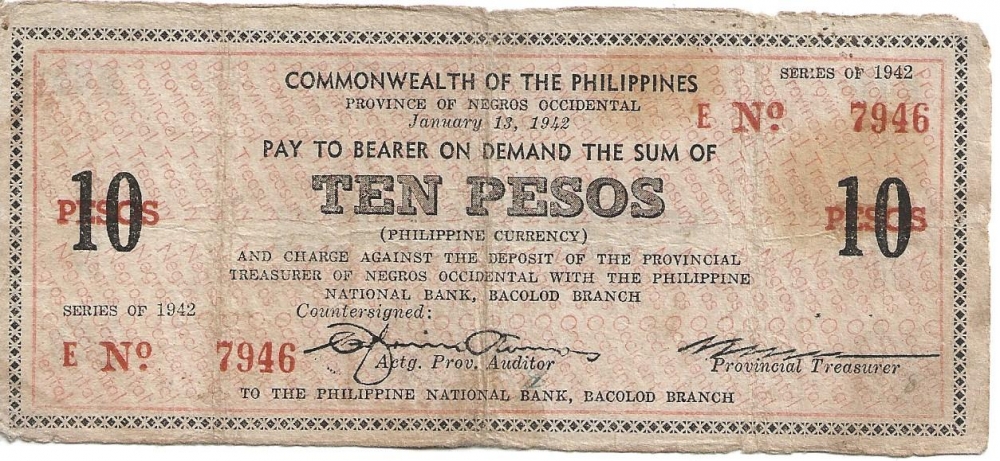 COMMONWEALTH OF THE PHILIPPINES
SERIES OF 1942
PROVINCE OF NEGROS OCCIDENTAL
January 13, 1942
E No 7946
PAY TO BEARER ON DEMAND THE SUM OF
10 PESOS
TEN PESOS
10 PESOS
(PHILIPPINE CURRENCY)
AND CHARGE AGAINST THE DEPOSIT OF THE PROVINCIAL
TREASURER OF NEGROS OCCIDENTAL WITH THE PHILIPPINE
NATIONAL BANK, BACOLOD BRANCH
SERIES OF 1942
Countersigned:
E No 7946
Actg. Prov. Auditor
Provincial Treasurer
TO THE PHILIPPINE NATIONAL BANK, BACOLOD BRANCH